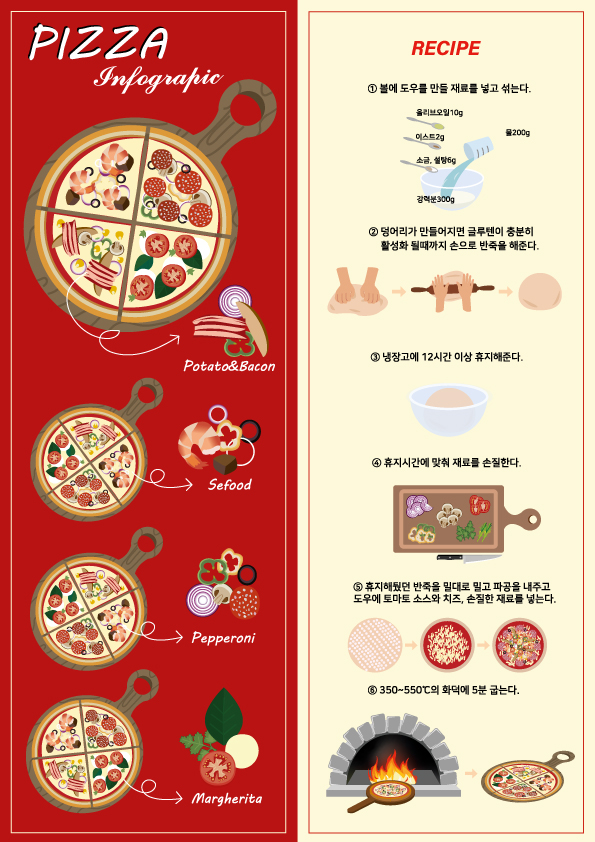 PIZZA
Infograpic
Potato&Bacon
Sefood
Pepperoni
Margherita
RECIPE
①볼에 도우를 만들 재료를 넣고 섞는다.
올리브오일10g
이스트2g
물200g
소금, 설탕6g
강력분300g
② 덩어리가 만들어지면 글루텐이 충분히
활성화 될때까지 손으로 반죽을 해준다.
③ 냉장고에 12시간 이상 휴지해준다.
④ 휴지시간에 맞춰 재료를 손질한다.
⑤ 휴지해뒀던 반죽을 밀대로 밀고 파공을 내주고
도우에 토마토 소스와 치즈, 손질한 재료를 넣는다.
⑥ 350~550℃의 화덕에 5분 굽는다.